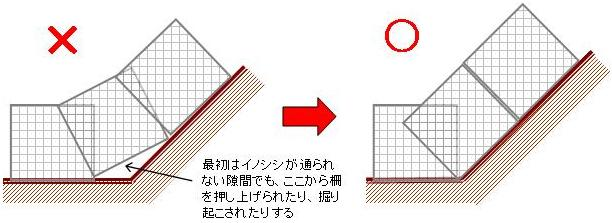 最初はイノシシが通られ
ない隙間でも、ここから柵
を押し上げられたり、掘り
起こされたりする